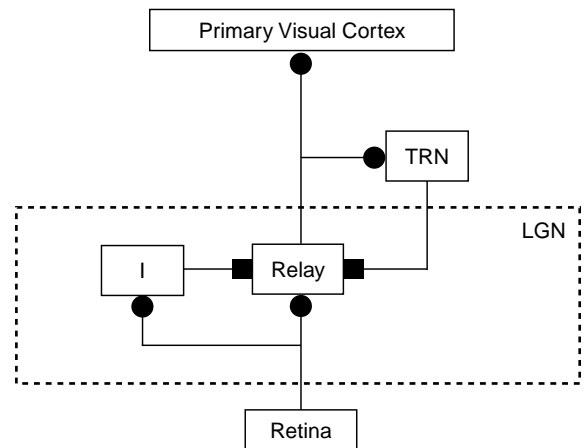 Primary Visual Cortex
TRN
LGN
I
Relay
Retina